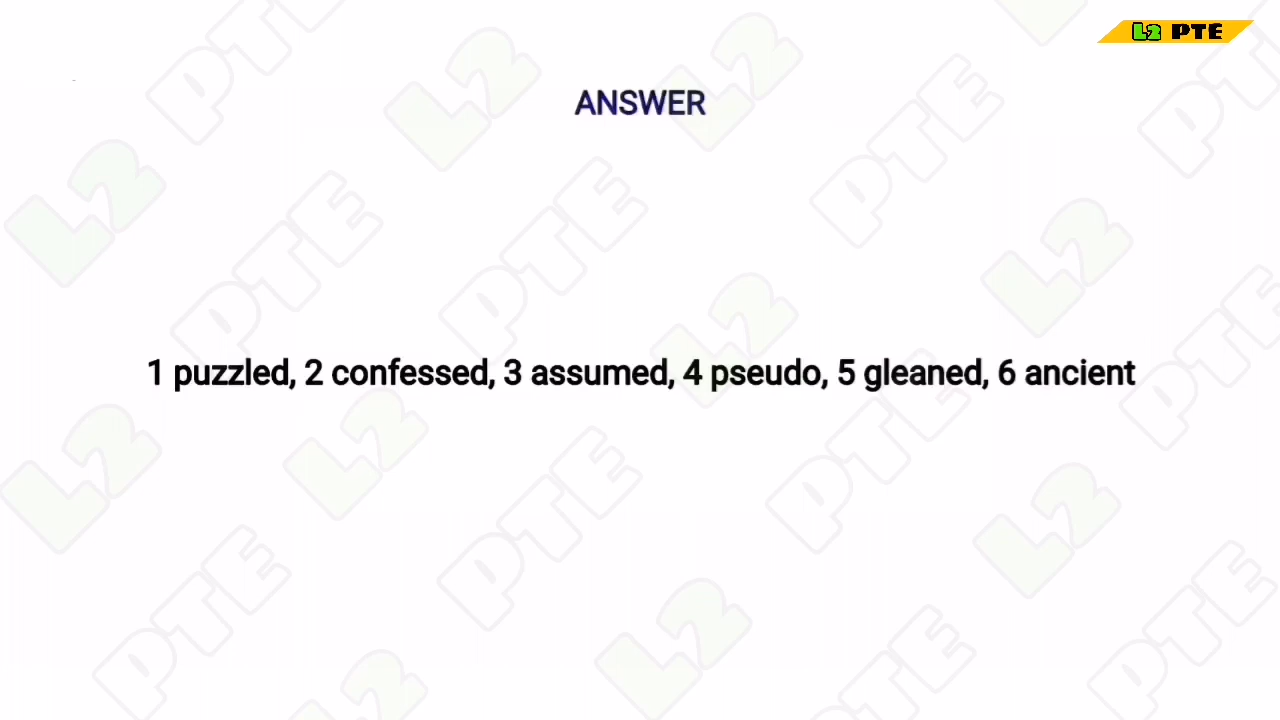 L2 PTE
ANSWER
1 puzzled, 2 confessed, 3 assumed, 4 pseudo, 5 gleaned, 6 ancient